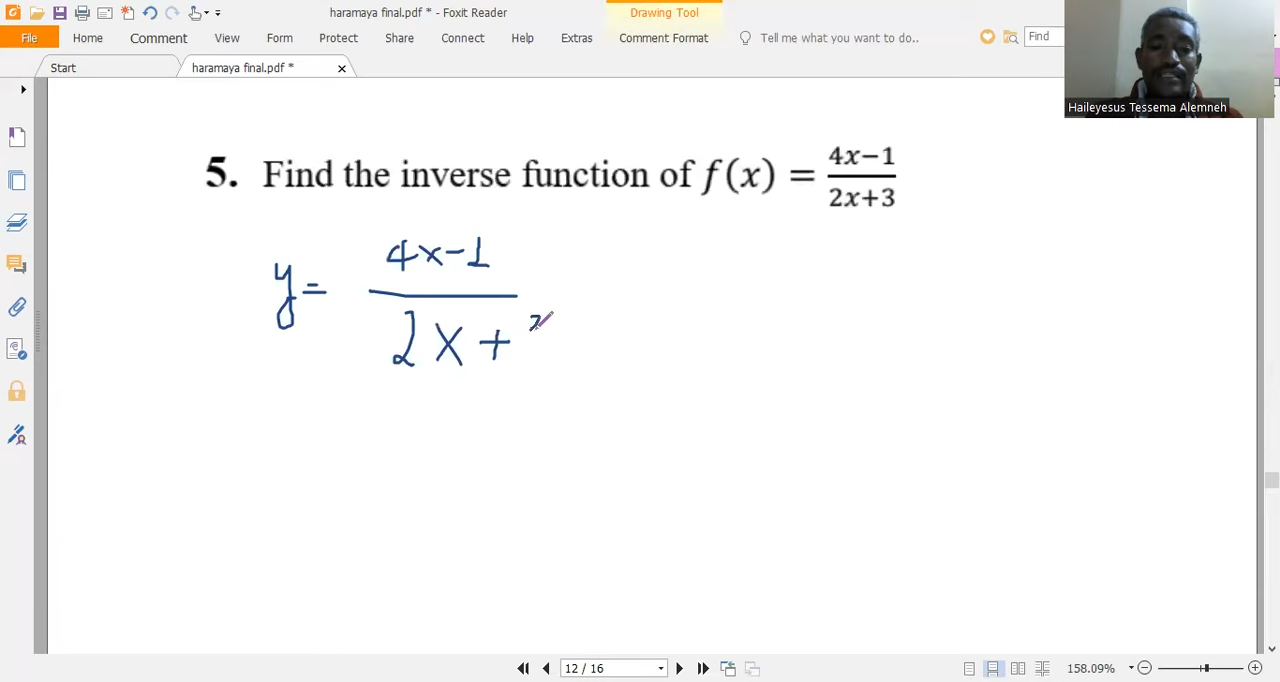 haramaya final.pdf * - Foxit Reader
Drawing Tool
File Home Comment View Form Protect Share Connect Help Extras Comment Format Tell me what you want to do.. Find
Start haramaya final.pdf * x
Haileyesus Tessema Alemneh
5. Find the inverse function of f(x) = \frac{4x−1}{2x+3}
y = \frac{4x-1}{2x+}
12 / 16
158.09%